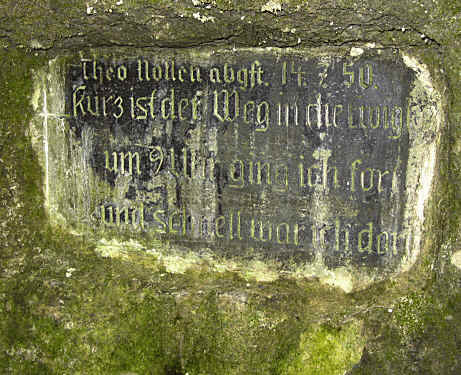 Theo Nollen abgst. 14 7 50
Kurz ist der Weg in die Ewigk
um 9 Uhr ging ich fort
und schnell war ich dort